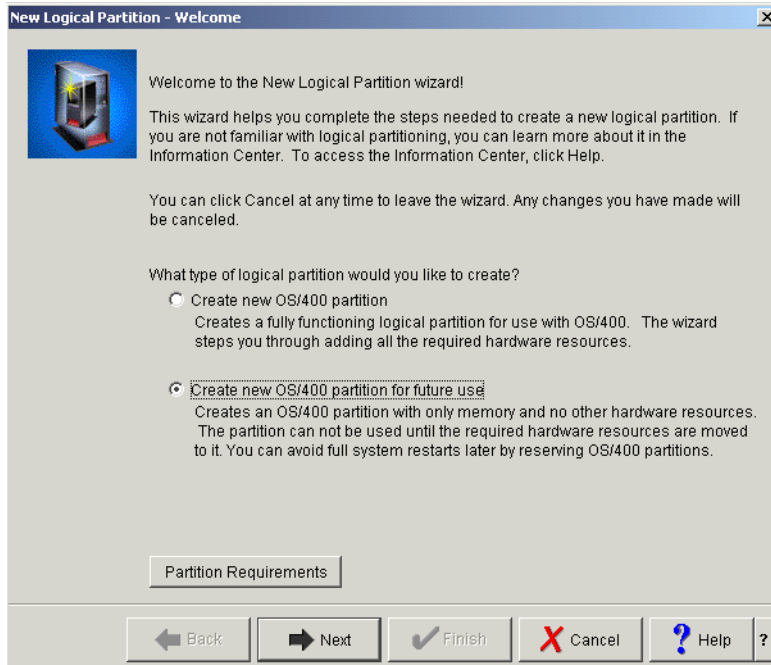 New Logical Partition - Welcome
Welcome to the New Logical Partition wizard!
This wizard helps you complete the steps needed to create a new logical partition. If
you are not familiar with logical partitioning, you can learn more about it in the
Information Center. To access the Information Center, click Help.
You can click Cancel at any time to leave the wizard. Any changes you have made will
be canceled.
What type of logical partition would you like to create?
Create new OS/400 partition
Creates a fully functioning logical partition for use with OS/400. The wizard
steps you through adding all the required hardware resources.
Create new OS/400 partition for future use
Creates an OS/400 partition with only memory and no other hardware resources.
The partition can not be used until the required hardware resources are moved
to it. You can avoid full system restarts later by reserving OS/400 partitions.
Partition Requirements
Back Next Finish Cancel ? Help ?